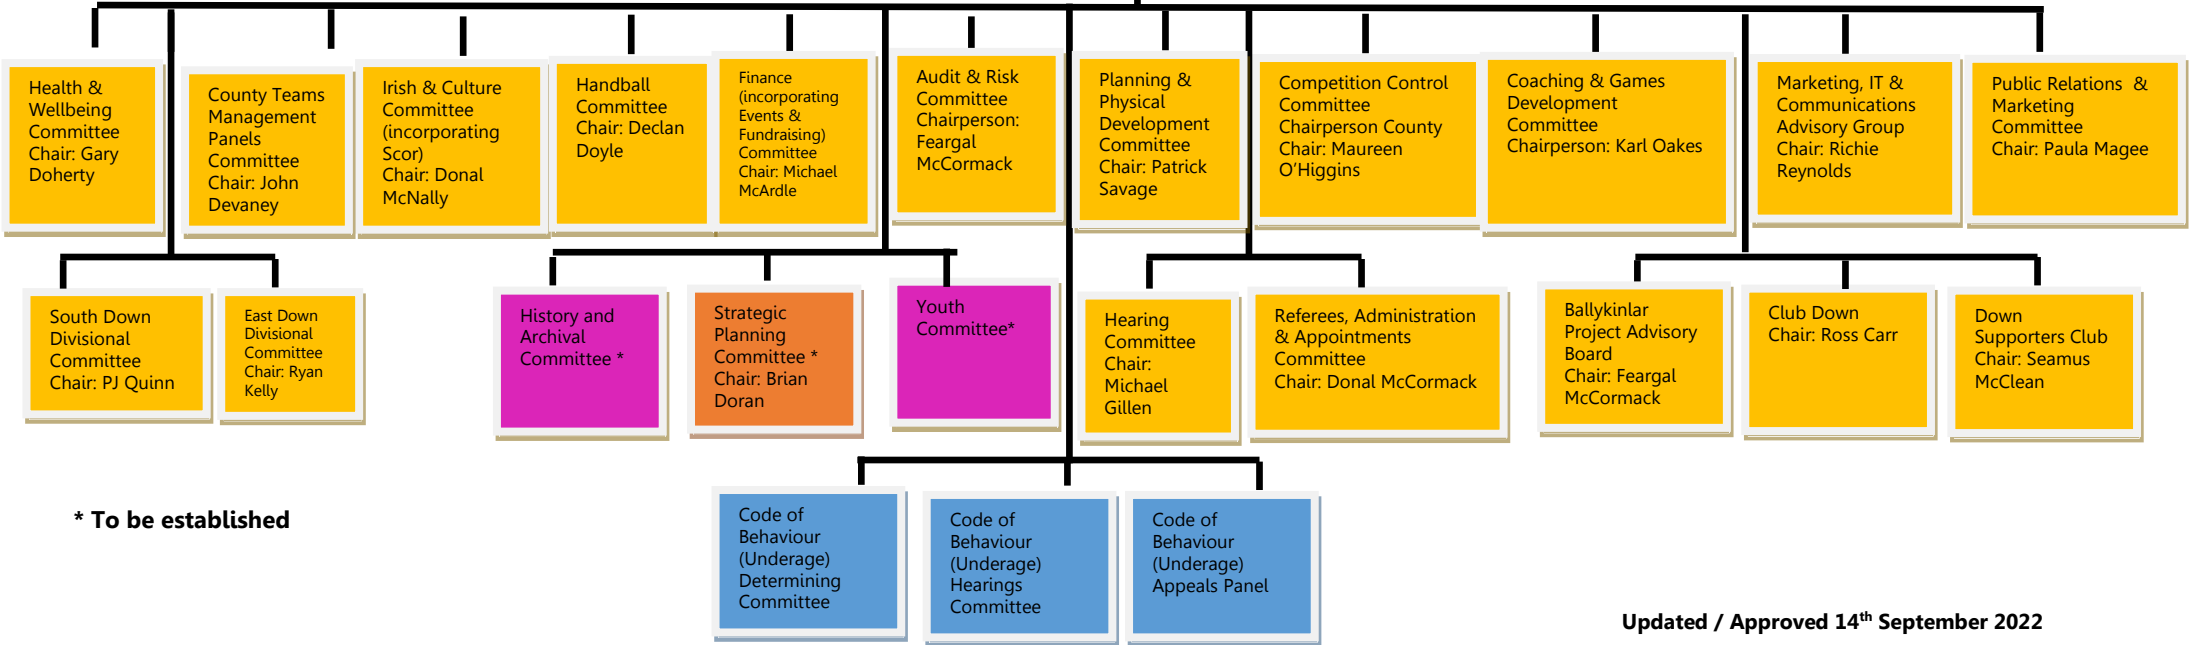 Health &
Wellbeing
Committee
Chair: Gary
Doherty
County Teams
Management
Panels
Committee
Chair: John
Devaney
Irish & Culture
Committee
(incorporating
Scor)
Chair: Donal
McNally
Handball
Committee
Chair: Declan
Doyle
Finance
(incorporating
Events &
Fundraising)
Committee
Chair: Michael
McArdle
Audit & Risk
Committee
Chairperson:
Feargal
McCormack
Planning &
Physical
Development
Committee
Chair: Patrick
Savage
Competition Control
Committee
Chairperson County
Chair: Maureen
O’Higgins
Coaching & Games
Development
Committee
Chairperson: Karl Oakes
Marketing, IT &
Communications
Advisory Group
Chair: Richie
Reynolds
Public Relations & 
Marketing
Committee
Chair: Paula Magee
South Down
Divisional
Committee
Chair: PJ Quinn
East Down
Divisional
Committee
Chair: Ryan
Kelly
History and
Archival
Committee *
Strategic
Planning
Committee *
Chair: Brian
Doran
Youth
Committee*
Hearing
Committee
Chair:
Michael
Gillen
Referees, Administration
& Appointments
Committee
Chair: Donal McCormack
Ballykinlar
Project Advisory
Board
Chair: Feargal
McCormack
Club Down
Chair: Ross Carr
Down
Supporters Club
Chair: Seamus
McClean
Code of
Behaviour
(Underage)
Determining
Committee
Code of
Behaviour
(Underage)
Hearings
Committee
Code of
Behaviour
(Underage)
Appeals Panel
* To be established
Updated / Approved 14th September 2022